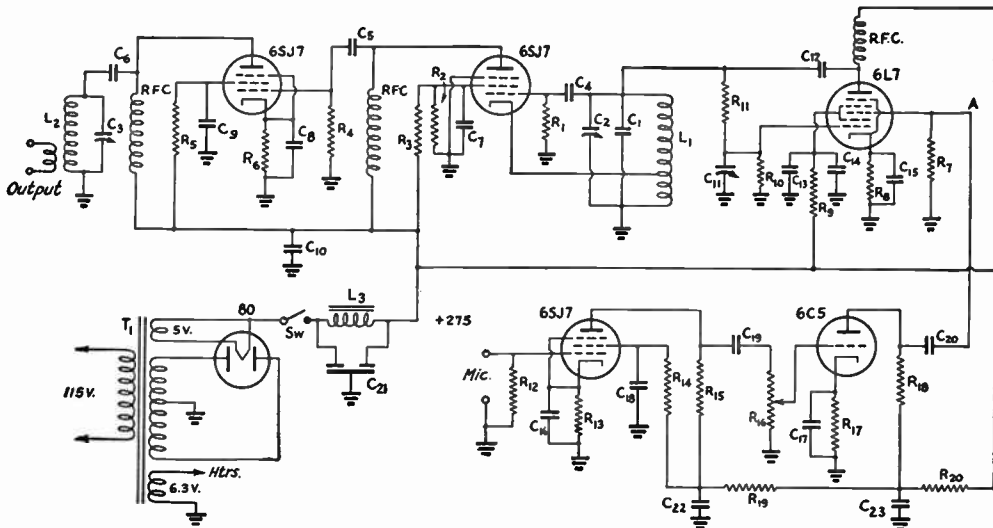 R.F.C.
C12
6L7
C6
6SJ7
C5
6SJ7
R2
C4
R11
A
L2
C3
RFC
R5
C9
R6
C8
R4
RFC
R3
C7
R1
C2
C1
L1
C11
R10
C13
C14
R9
R8
C15
R7
Output
C10
T1
80
L3
Sw
+275
5V.
C21
115V.
6.3V.
Htrs.
6SJ7
6C5
Mic.
R12
C16
R13
C18
R14
R15
C19
R16
C17
R17
R18
C20
C22
R19
C23
R20